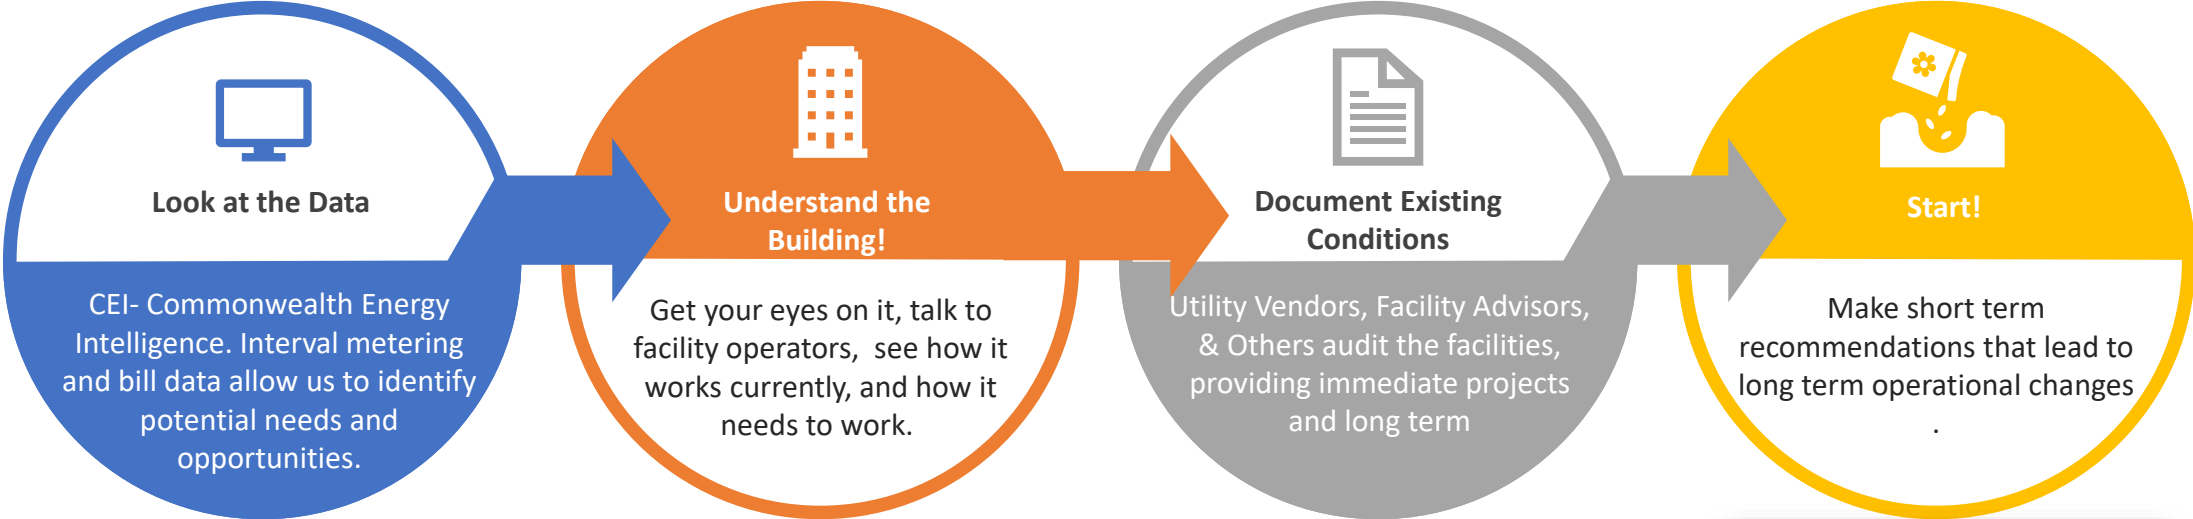 Look at the Data
CEI- Commonwealth Energy
Intelligence. Interval metering
and bill data allow us to identify
potential needs and
opportunities.
Understand the
Building!
Get your eyes on it, talk to
facility operators,  see how it
works currently, and how it
needs to work.
Document Existing
Conditions
Utility Vendors, Facility Advisors,
& Others audit the facilities,
providing immediate projects
and long term
Start!
Make short term
recommendations that lead to
long term operational changes
.